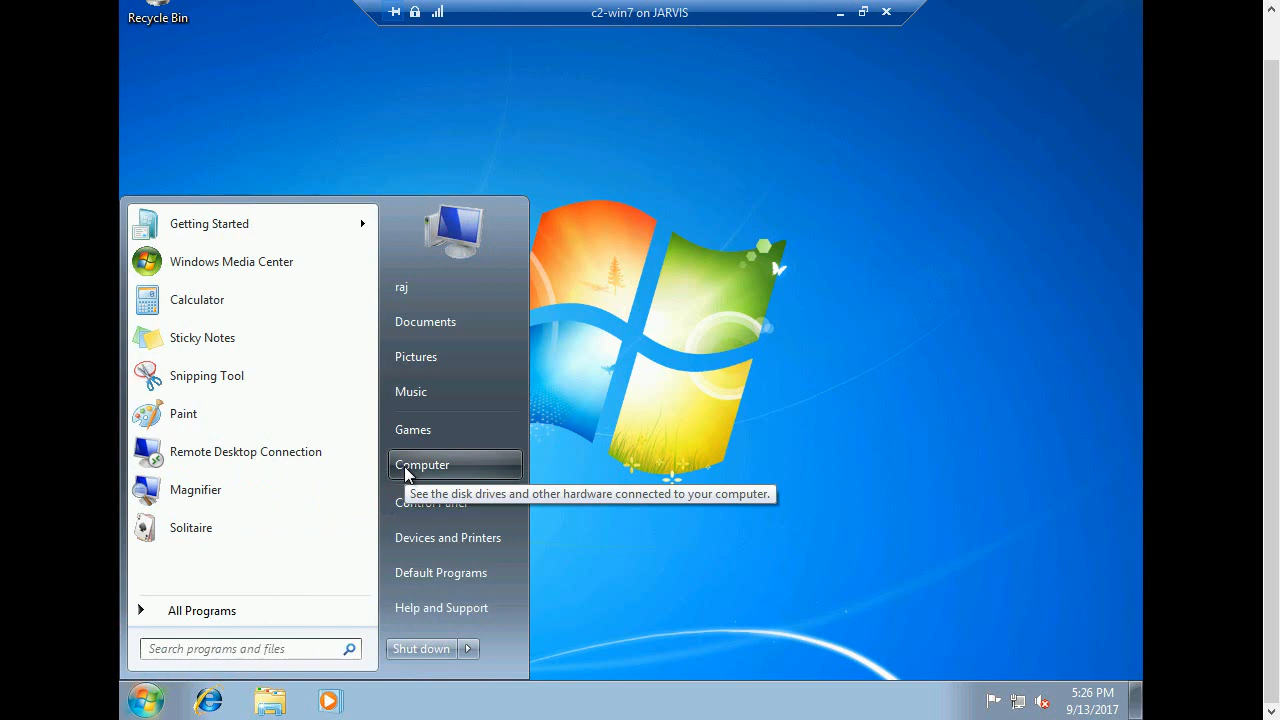 Recycle Bin
c2-win7 on JARVIS
Getting Started
Windows Media Center
Calculator
Sticky Notes
Snipping Tool
Paint
Remote Desktop Connection
Magnifier
Solitaire
All Programs
Search programs and files
raj
Documents
Pictures
Music
Games
Computer
See the disk drives and other hardware connected to your computer.
Control Panel
Devices and Printers
Default Programs
Help and Support
Shut down
5:26 PM
9/13/2017